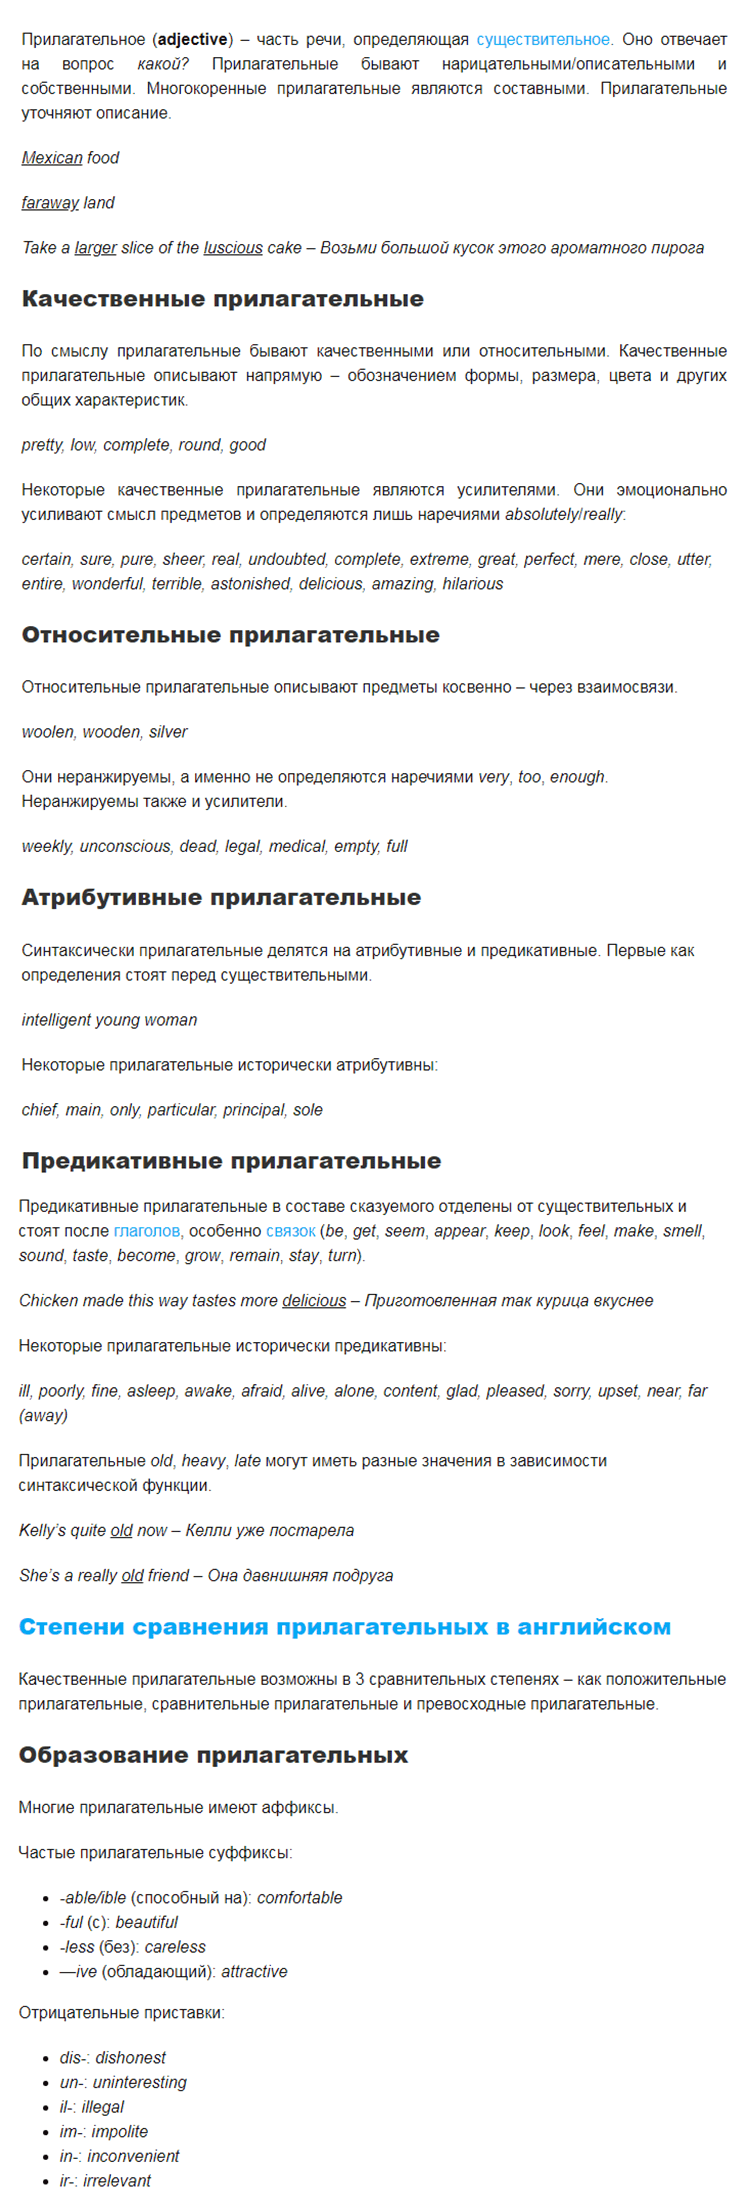 Прилагательное (adjective) – часть речи, определяющая существительное. Оно отвечает
на вопрос какой? Прилагательные бывают нарицательными/описательными и
собственными. Многокоренные прилагательные являются составными. Прилагательные
уточняют описание.
Mexican food
faraway land
Take a larger slice of the luscious cake – Возьми большой кусок этого ароматного пирога
Качественные прилагательные
По смыслу прилагательные бывают качественными или относительными. Качественные
прилагательные описывают напрямую – обозначением формы, размера, цвета и других
общих характеристик.
pretty, low, complete, round, good
Некоторые качественные прилагательные являются усилителями. Они эмоционально
усиливают смысл предметов и определяются лишь наречиями absolutely/really:
certain, sure, pure, sheer, real, undoubted, complete, extreme, great, perfect, mere, close, utter,
entire, wonderful, terrible, astonished, delicious, amazing, hilarious
Относительные прилагательные
Относительные прилагательные описывают предметы косвенно – через взаимосвязи.
woolen, wooden, silver
Они неранжируемы, а именно не определяются наречиями very, too, enough.
Неранжируемы также и усилители.
weekly, unconscious, dead, legal, medical, empty, full
Атрибутивные прилагательные
Синтаксически прилагательные делятся на атрибутивные и предикативные. Первые как
определения стоят перед существительными.
intelligent young woman
Некоторые прилагательные исторически атрибутивны:
chief, main, only, particular, principal, sole
Предикативные прилагательные
Предикативные прилагательные в составе сказуемого отделены от существительных и
стоят после глаголов, особенно связок (be, get, seem, appear, keep, look, feel, make, smell,
sound, taste, become, grow, remain, stay, turn).
Chicken made this way tastes more delicious – Приготовленная так курица вкуснее
Некоторые прилагательные исторически предикативны:
ill, poorly, fine, asleep, awake, afraid, alive, alone, content, glad, pleased, sorry, upset, near, far
(away)
Прилагательные old, heavy, late могут иметь разные значения в зависимости
синтаксической функции.
Kelly’s quite old now – Келли уже постарела
She’s a really old friend – Она давнишняя подруга
Степени сравнения прилагательных в английском
Качественные прилагательные возможны в 3 сравнительных степенях – как положительные
прилагательные, сравнительные прилагательные и превосходные прилагательные.
Образование прилагательных
Многие прилагательные имеют аффиксы.
Частые прилагательные суффиксы:
• -able/ible (способный на): comfortable
• -ful (с): beautiful
• -less (без): careless
• —ive (обладающий): attractive
Отрицательные приставки:
• dis-: dishonest
• un-: uninteresting
• il-: illegal
• im-: impolite
• in-: inconvenient
• ir-: irrelevant